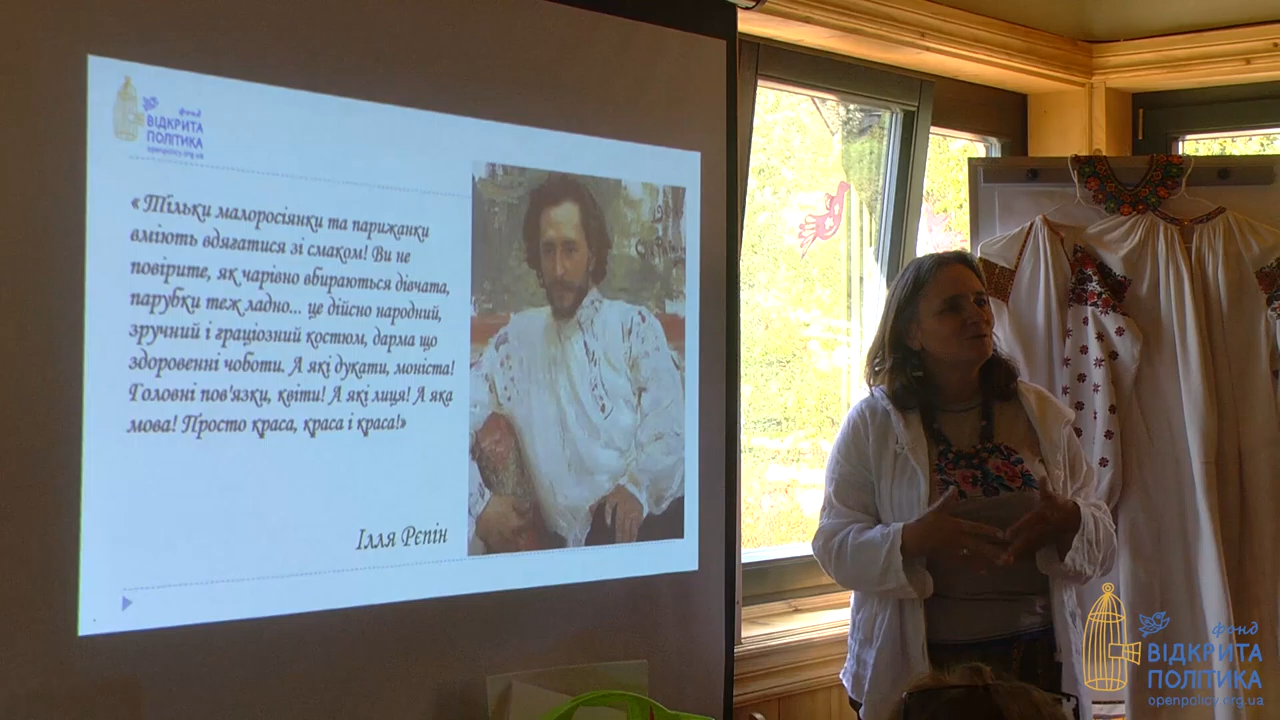 фонд
ВІДКРИТА
ПОЛІТИКА
openpolicy.org.ua
« Тільки малоросіянки та парижанки
вміють вдягатися зі смаком! Ви не
повірите, як чарівно вбираються дівчата,
парубки теж ладно... це дійсно народний,
зручний і граціозний костюм, дарма що
здоровенні чоботи. А які дукати, моніста!
Головні пов'язки, квіти! А які лиця! А яка
мова! Просто краса, краса і краса!»
Ілля Рєпін
фонд
ВІДКРИТА
ПОЛІТИКА
openpolicy.org.ua